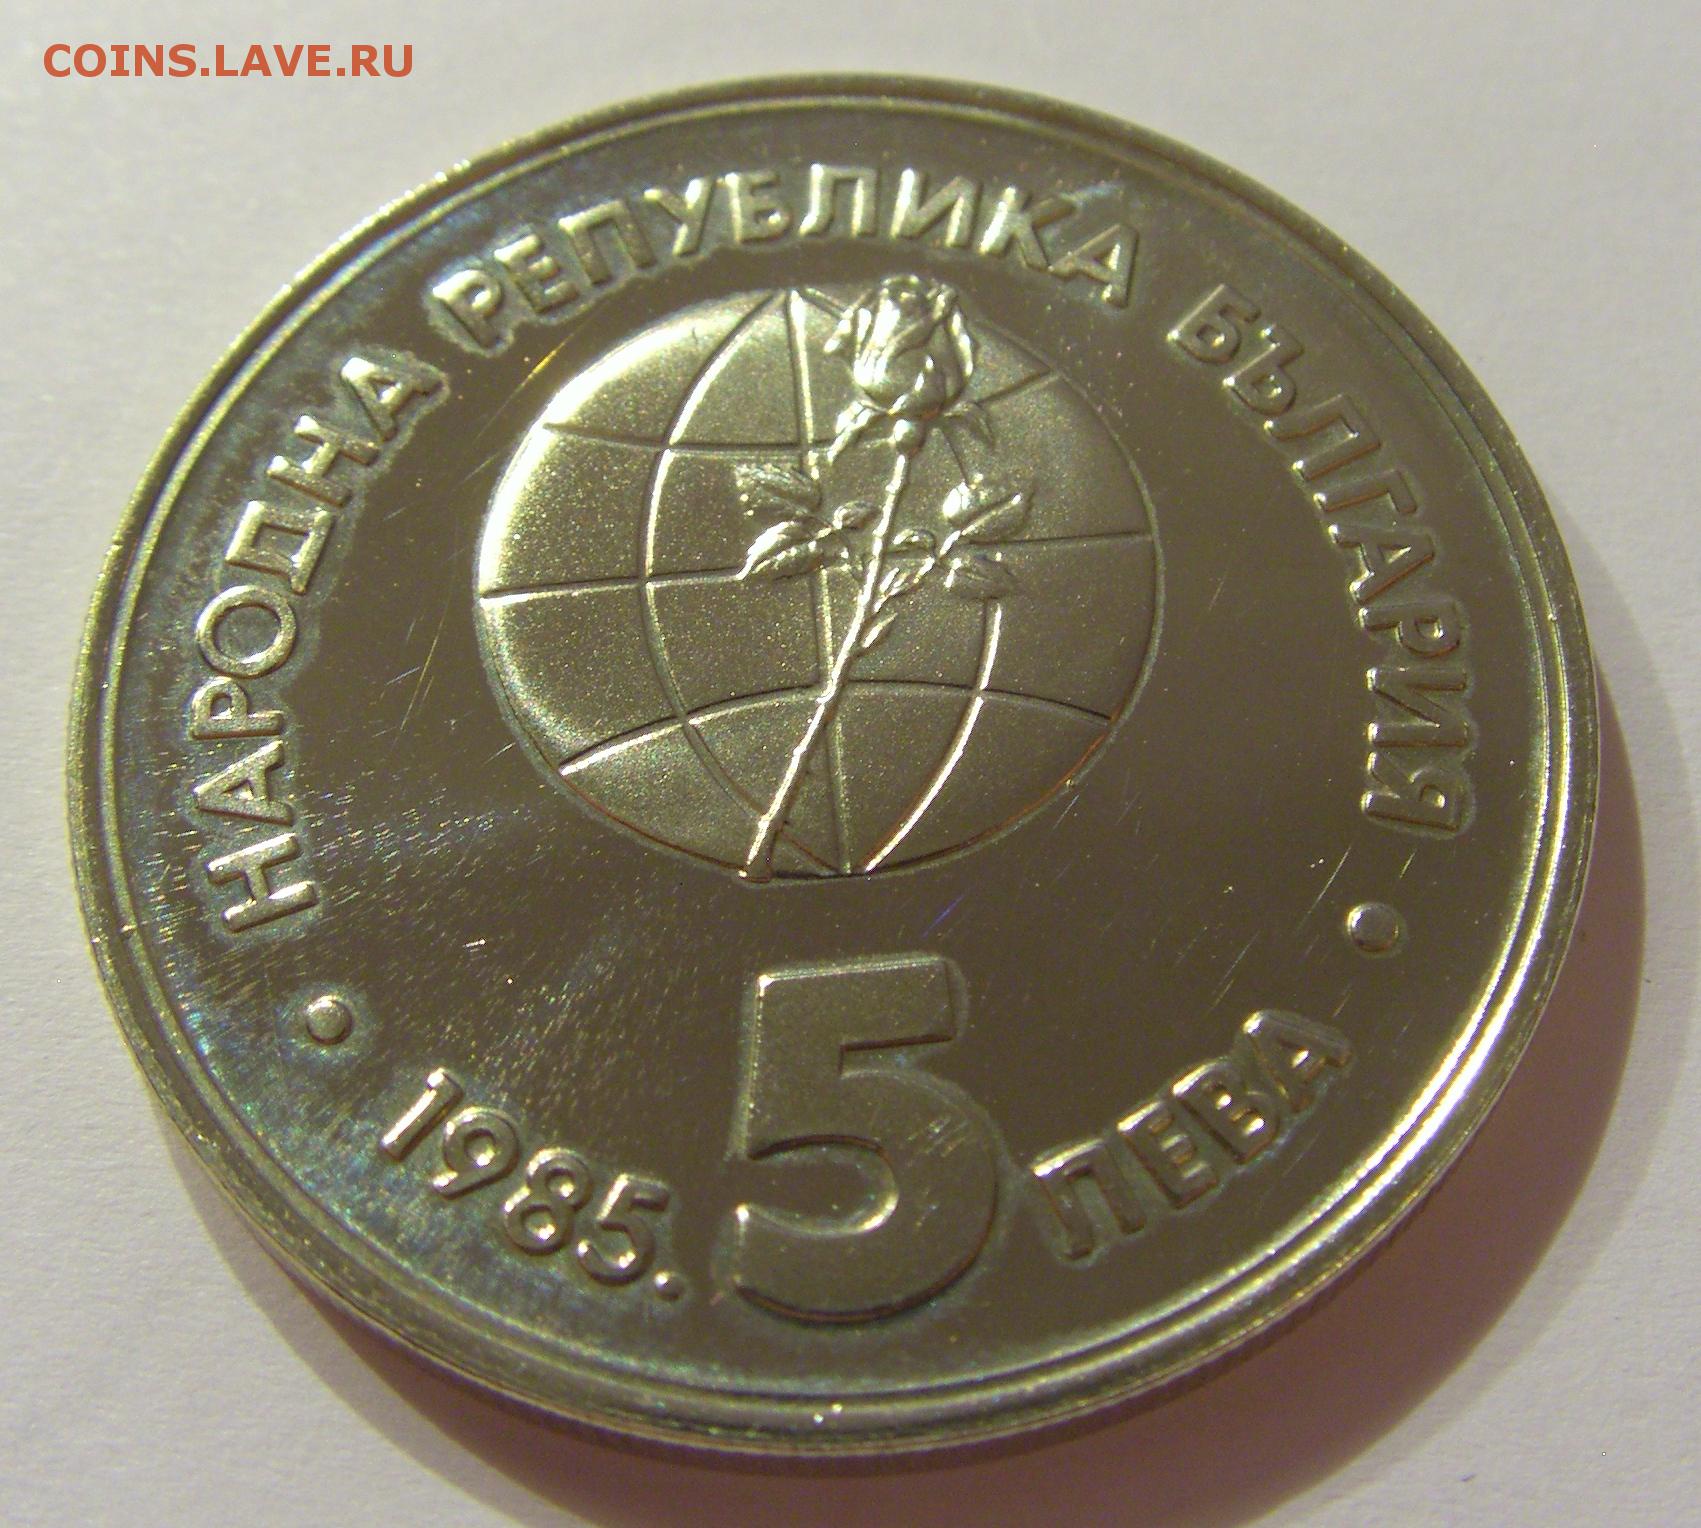 COINS.LAVE.RU
НАРОДНА РЕПУБЛИКА БЪЛГАРИЯ
• 1985. 5 ЛЕВА •